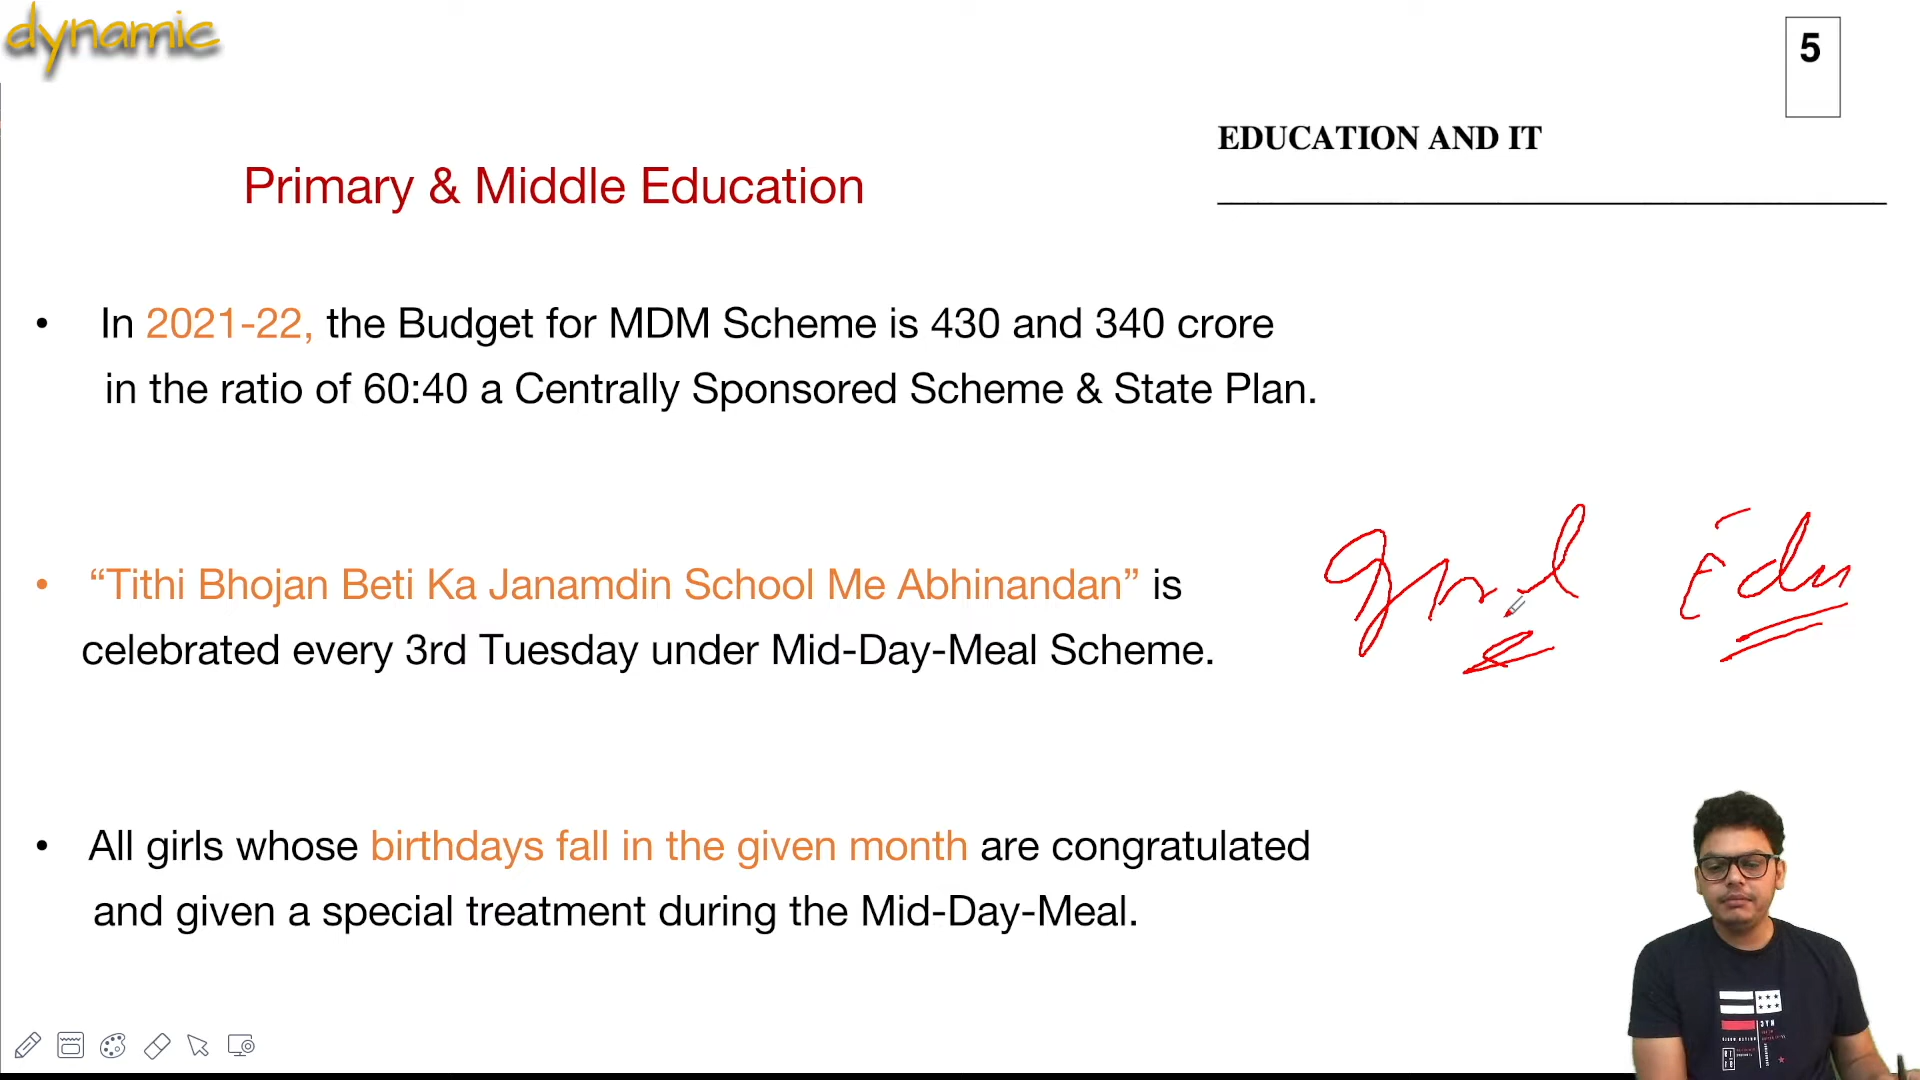 dynamic
5
EDUCATION AND IT
Primary & Middle Education
• In 2021-22, the Budget for MDM Scheme is 430 and 340 crore
in the ratio of 60:40 a Centrally Sponsored Scheme & State Plan.
• “Tithi Bhojan Beti Ka Janamdin School Me Abhinandan” is
celebrated every 3rd Tuesday under Mid-Day-Meal Scheme.
Edu
• All girls whose birthdays fall in the given month are congratulated
and given a special treatment during the Mid-Day-Meal.